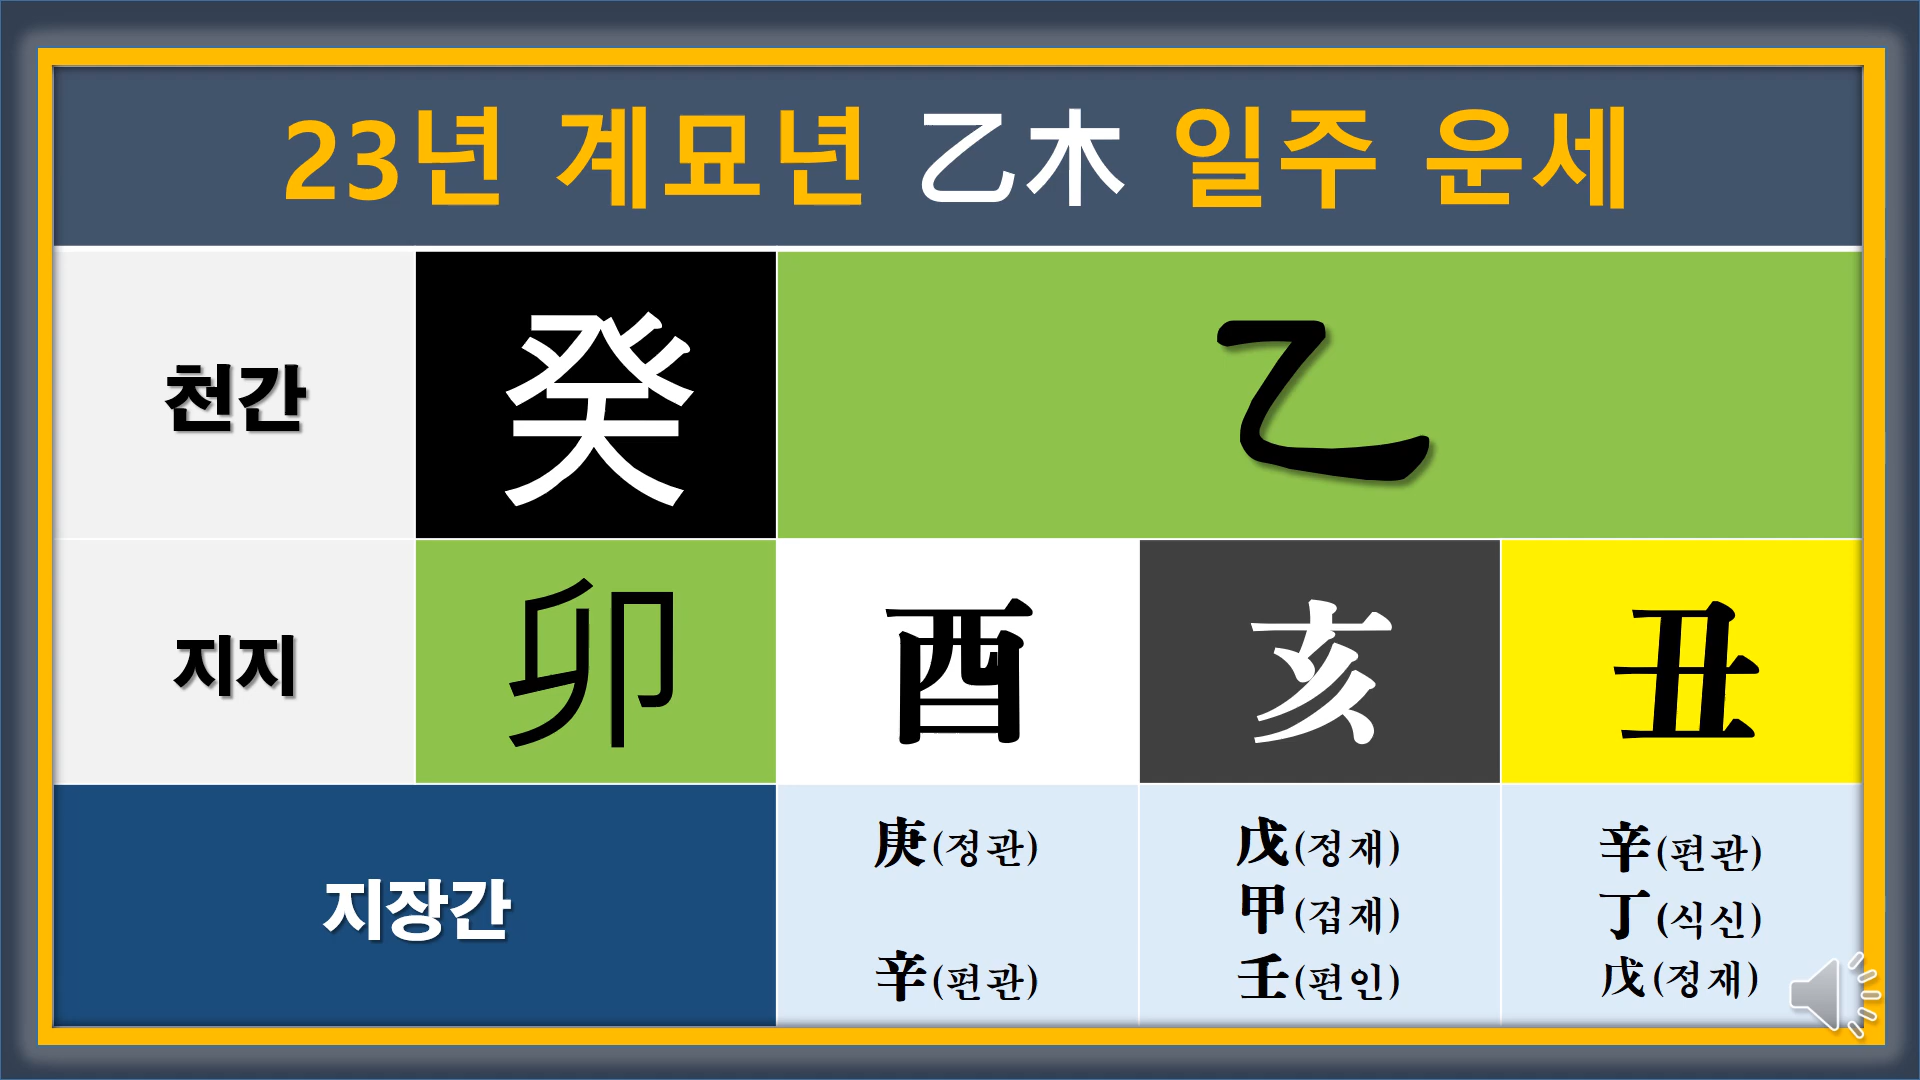 23년 계묘년 乙木 일주 운세
천간 癸 乙
지지 卯 酉 亥 丑
지장간
庚(정관) 戊(정재) 辛(편관)
甲(겁재) 丁(식신)
辛(편관) 壬(편인) 戊(정재)